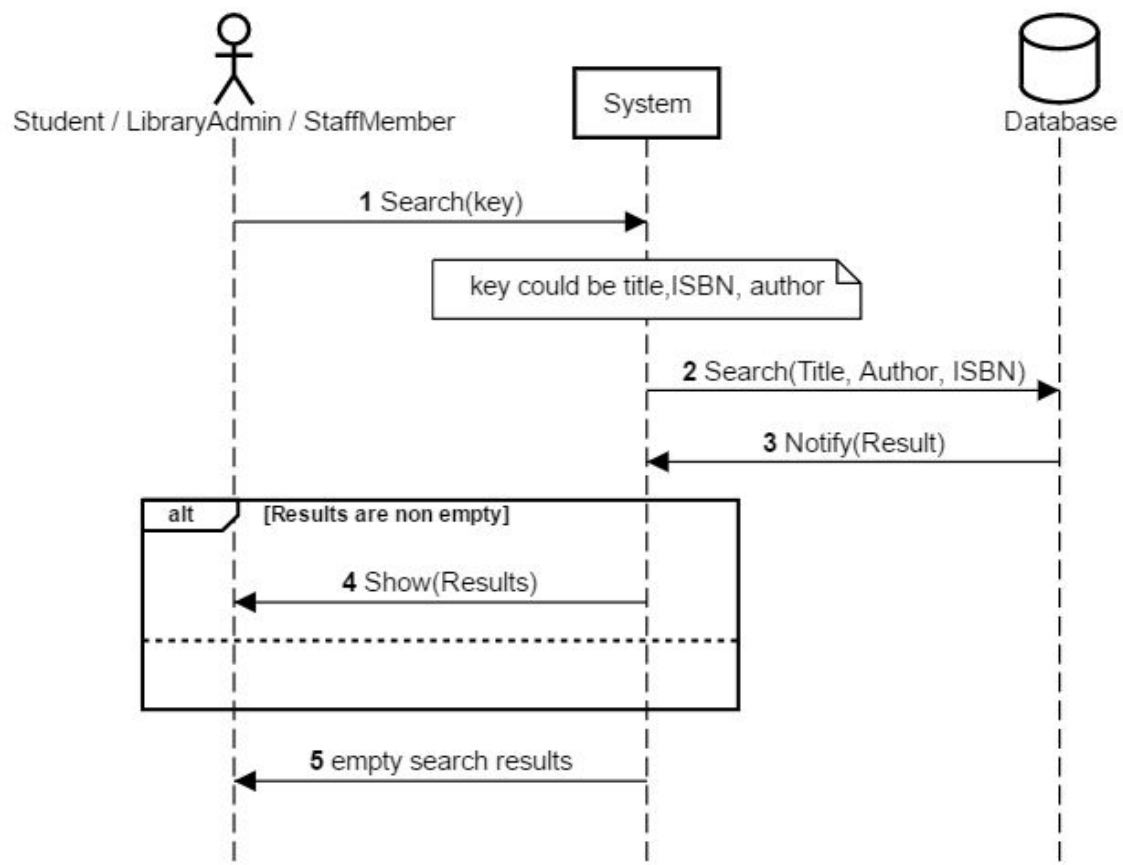 Student / LibraryAdmin / StaffMember
System
Database
1 Search(key)
key could be title,ISBN, author
2 Search(Title, Author, ISBN)
3 Notify(Result)
alt [Results are non empty]
4 Show(Results)
5 empty search results